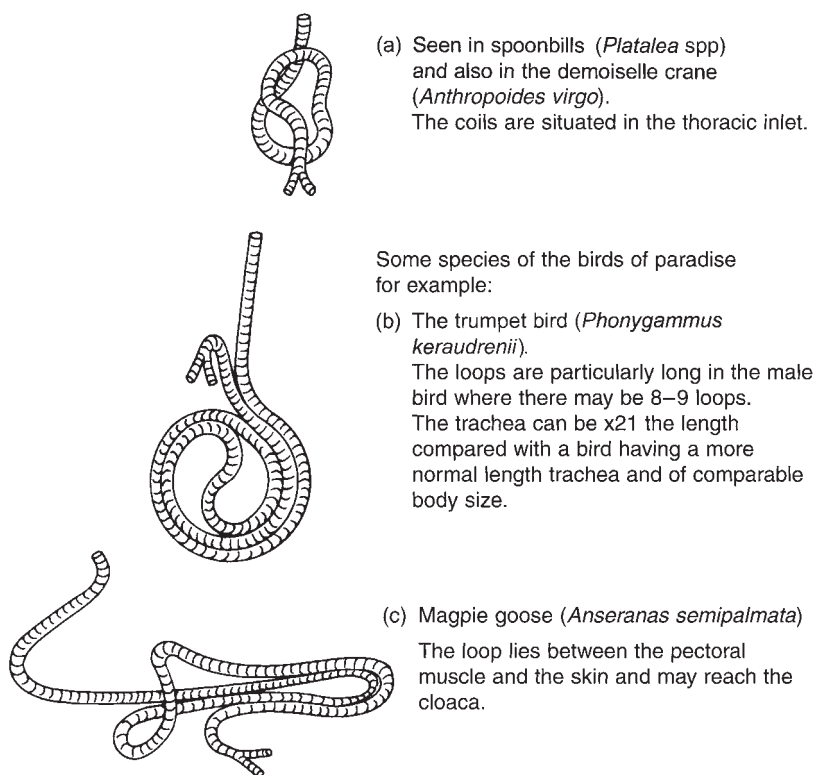 (a) Seen in spoonbills (Platalea spp)
and also in the demoiselle crane
(Anthropoides virgo).
The coils are situated in the thoracic inlet.
Some species of the birds of paradise
for example:
(b) The trumpet bird (Phonygammus
keraudrenii).
The loops are particularly long in the male
bird where there may be 8–9 loops.
The trachea can be x21 the length
compared with a bird having a more
normal length trachea and of comparable
body size.
(c) Magpie goose (Anseranas semipalmata)
The loop lies between the pectoral
muscle and the skin and may reach the
cloaca.